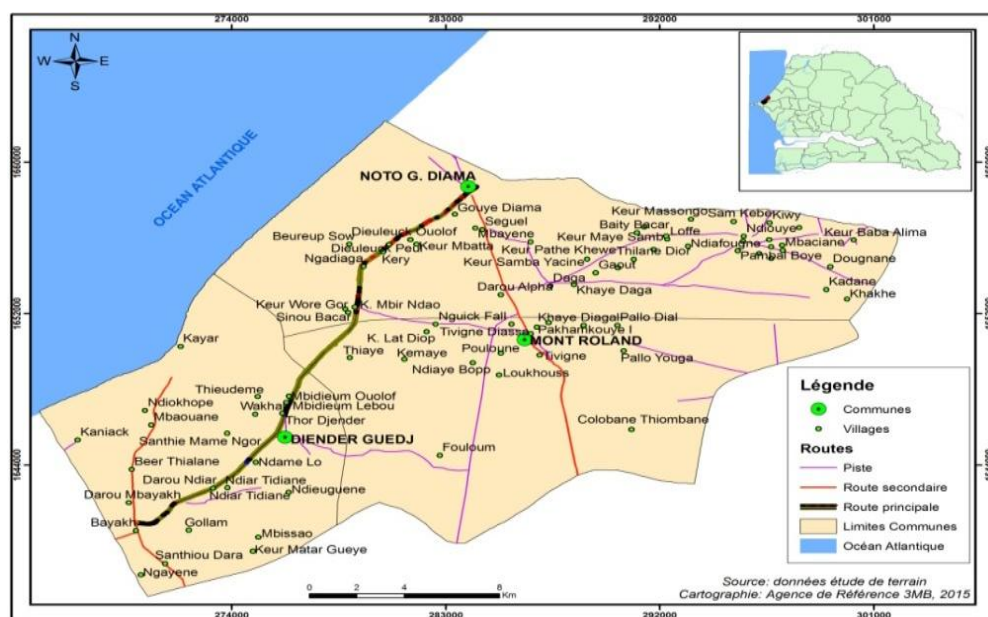 274000 283000 292000 301000
N
W E
S
OCEAN ATLANTIQUE
1660000
NOTO G. DIAMA
Gouye Diama
Keur Massongo
Sam Kebe
Kiwy
Seguel
Baity Bacar
Ndiouye
Keur Baba Alima
Beureup Sow
Dieuleuck Ouolof
Mbayene
Keur Maye Samba
Loffe
Mbaciane
Dieuleuck Peul
Keur Mbatta
Keur Pathe Khewe
Thilane Dior
Ndiafougne
Pambal Boye
Ngadiaga
Kery
Keur Samba Yacine
Gaout
Dougnane
Daga
Darou Alpha
Khaye Daga
Kadane
Khakhe
Keur Wore Gor
K. Mbir Ndao
1652000
Sinou Bacar
Nguick Fall
Khaye Diagal
Pallo Dial
Kayar
K. Lat Diop
Tivigne Diassa
Pakhamkouye I
MONT ROLAND
Thiaye
Kemaye
Pouloune
Tivigne
Pallo Youga
Ndiaye Bopp
Loukhouss
Thieudeme
Mbidieum Ouolof
Ndiokhope
Wakhal
Mbidieum Lebou
Mbaouane
Thor Djender
Colobane Thiombane
Kaniack
Santhie Mame Ngor
DIENDER GUEDJ
Fouloum
1644000
Beer Thialane
Ndame Lo
Darou Ndiar
Ndiar Tidiane
Darou Mbayakh
Ndiar Tidiane
Ndieuguene
Bayakh
Gollam
Mbissao
Santhiou Dara
Keur Matar Gueye
Ngayene
Légende
Communes
Villages
Routes
Piste
Route secondaire
Route principale
Limites Communes
Océan Atlantique
0 2 4 8
Km
Source: données étude de terrain
Cartographie: Agence de Référence 3MB, 2015
274000 283000 292000 301000